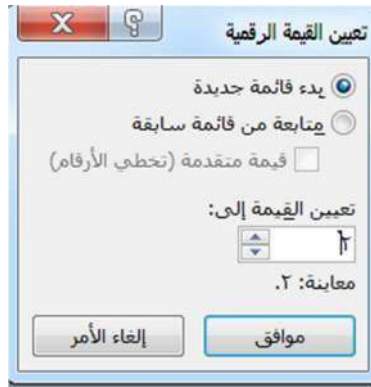 تعيين القيمة الرقمية
بدء قائمة جديدة
متابعة من قائمة سابقة
قيمة متقدمة (تخطي الأرقام)
تعيين القيمة إلى:
٢
معاينة: ٢.
موافق
إلغاء الأمر